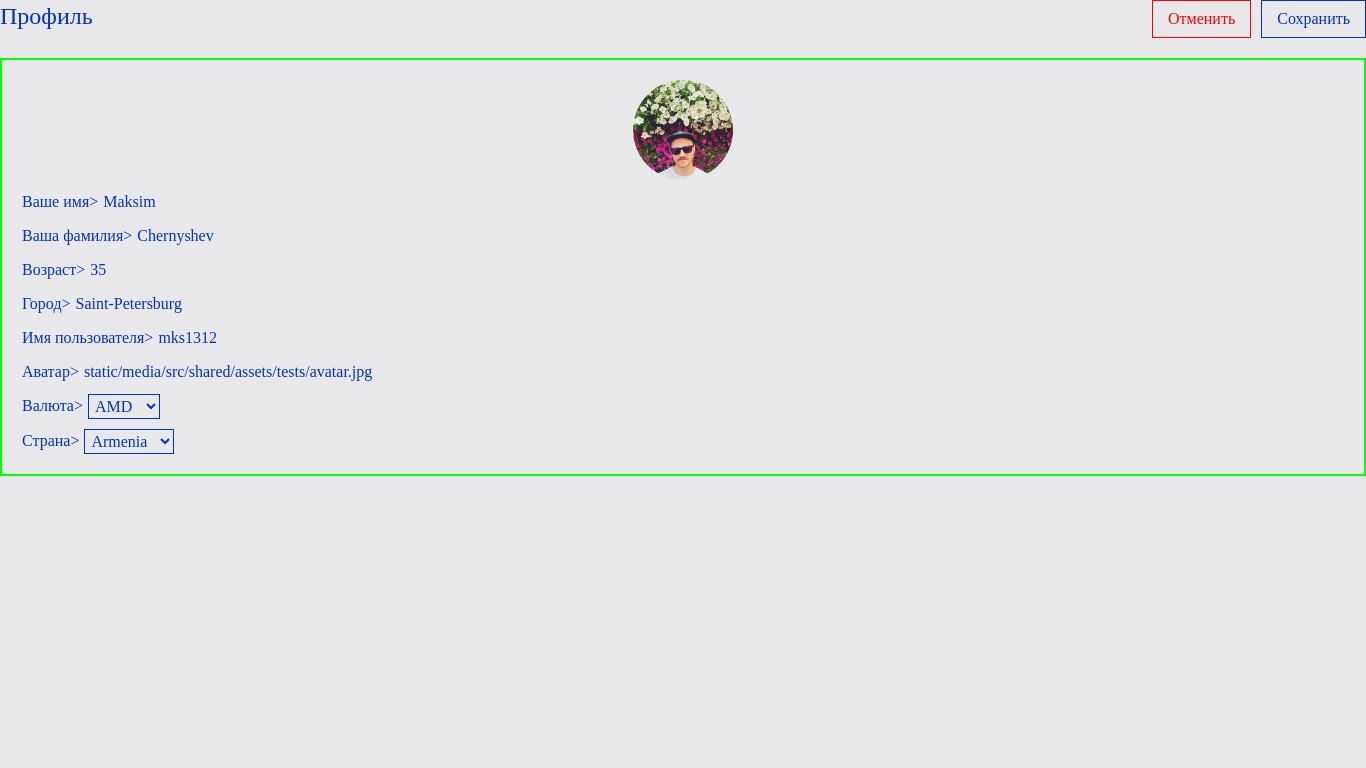 Профиль
Отменить
Сохранить
Ваше имя> Maksim
Ваша фамилия> Chernyshev
Возраст> 35
Город> Saint-Petersburg
Имя пользователя> mks1312
Аватар> static/media/src/shared/assets/tests/avatar.jpg
Валюта> AMD
Страна> Armenia